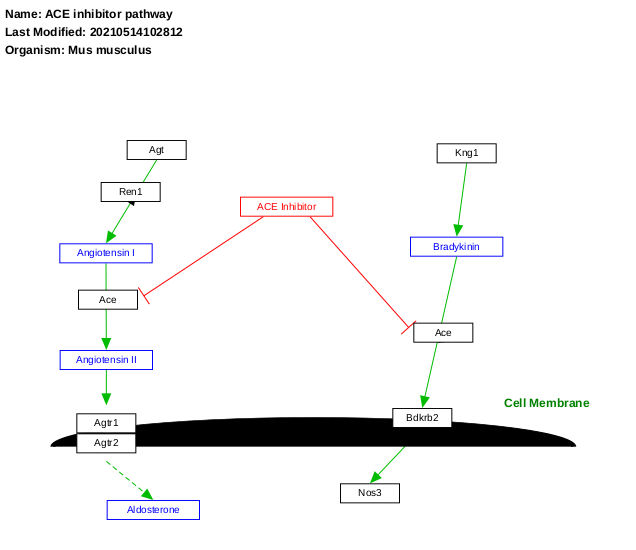 Name: ACE inhibitor pathway
Last Modified: 20210514102812
Organism: Mus musculus
Agt
Kng1
Ren1
ACE Inhibitor
Angiotensin I
Bradykinin
Ace
Ace
Angiotensin II
Cell Membrane
Agtr1
Bdkrb2
Agtr2
Nos3
Aldosterone